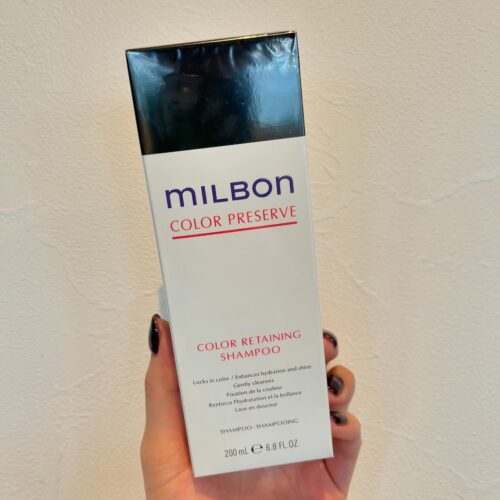 MILBON
COLOR PRESERVE
COLOR RETAINING
SHAMPOO
Locks in color / Enhances hydration and shine
Gently cleanses
Fixation de la couleur
Renforce l'hydratation et la brillance
Lave en douceur
SHAMPOO • SHAMPOOING
200 mL ℮ 6.8 FL. OZ.